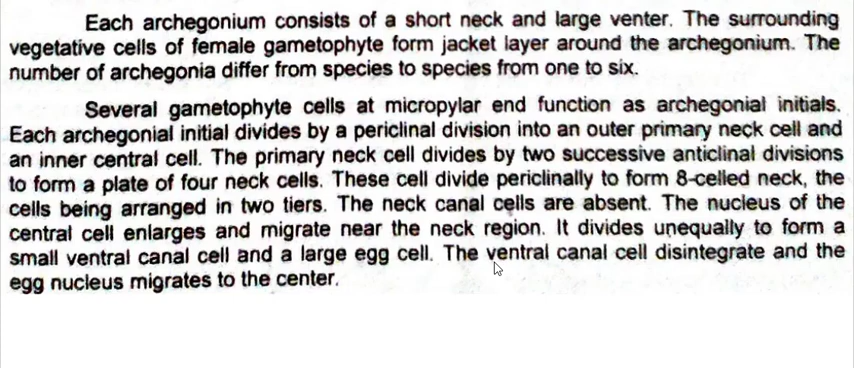 Each archegonium consists of a short neck and large venter. The surrounding
vegetative cells of female gametophyte form jacket layer around the archegonium. The
number of archegonia differ from species to species from one to six.
Several gametophyte cells at micropylar end function as archegonial initials.
Each archegonial initial divides by a periclinal division into an outer primary neck cell and
an inner central cell. The primary neck cell divides by two successive anticlinal divisions
to form a plate of four neck cells. These cell divide periclinally to form 8-celled neck, the
cells being arranged in two tiers. The neck canal cells are absent. The nucleus of the
central cell enlarges and migrate near the neck region. It divides unequally to form a
small ventral canal cell and a large egg cell. The ventral canal cell disintegrate and the
egg nucleus migrates to the center.